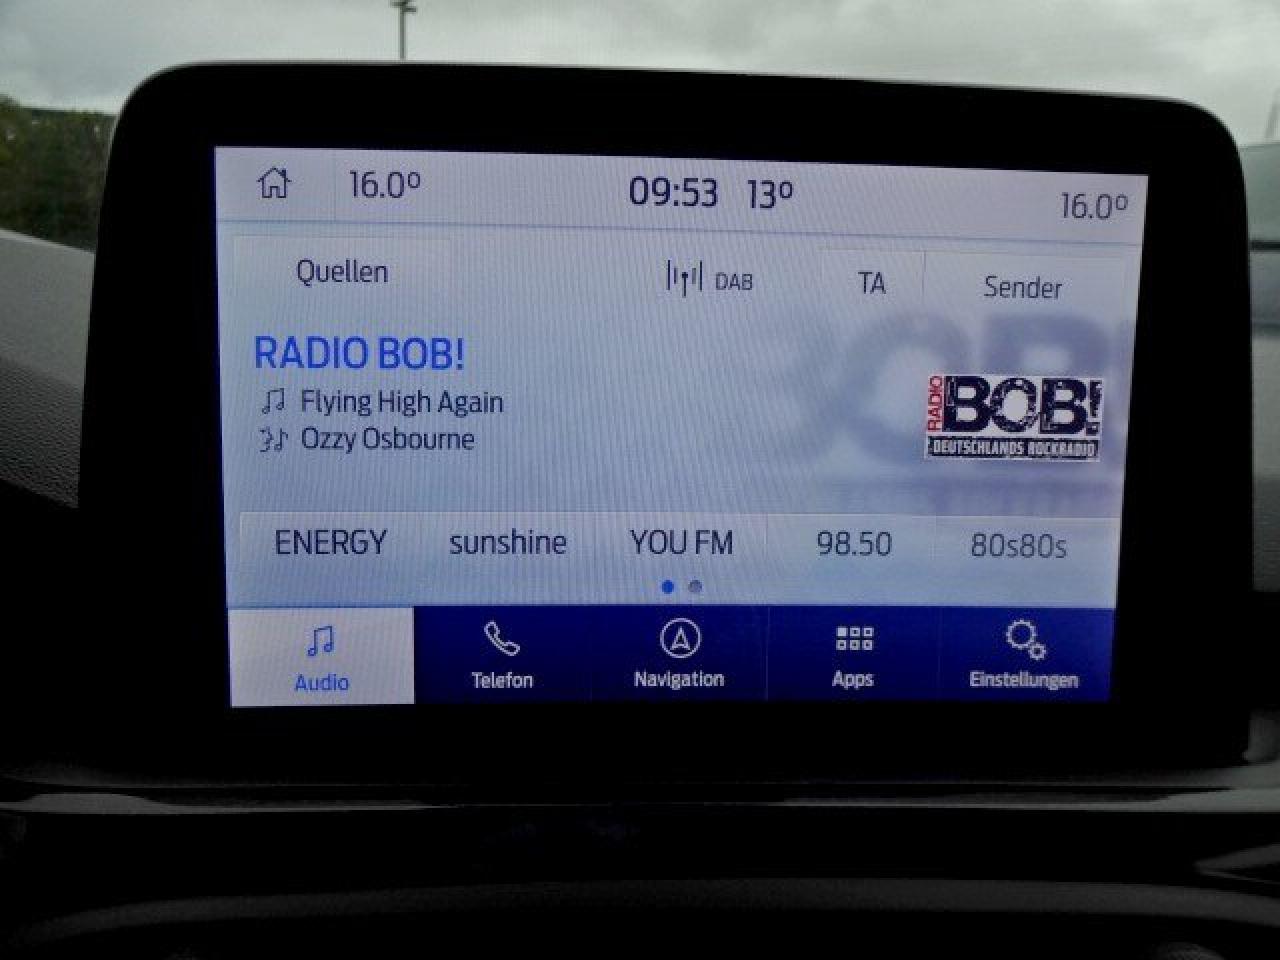 16.0° 09:53 13° 16.0°
Quellen DAB TA Sender
RADIO BOB!
Flying High Again
Ozzy Osbourne
RADIO BOB!
DEUTSCHLANDS ROCKRADIO
ENERGY sunshine YOU FM 98.50 80s80s
Audio Telefon Navigation Apps Einstellungen